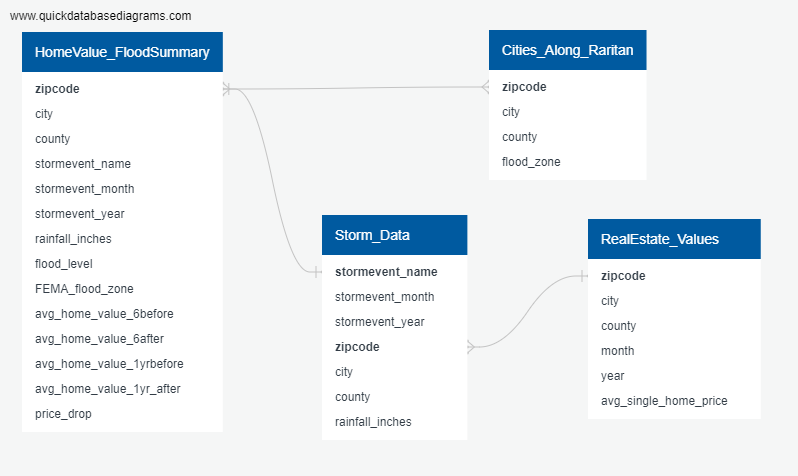 www.quickdatabasediagrams.com
HomeValue_FloodSummary
zipcode
city
county
stormevent_name
stormevent_month
stormevent_year
rainfall_inches
flood_level
FEMA_flood_zone
avg_home_value_6before
avg_home_value_6after
avg_home_value_1yrbefore
avg_home_value_1yr_after
price_drop
Cities_Along_Raritan
zipcode
city
county
flood_zone
Storm_Data
stormevent_name
stormevent_month
stormevent_year
zipcode
city
county
rainfall_inches
RealEstate_Values
zipcode
city
county
month
year
avg_single_home_price